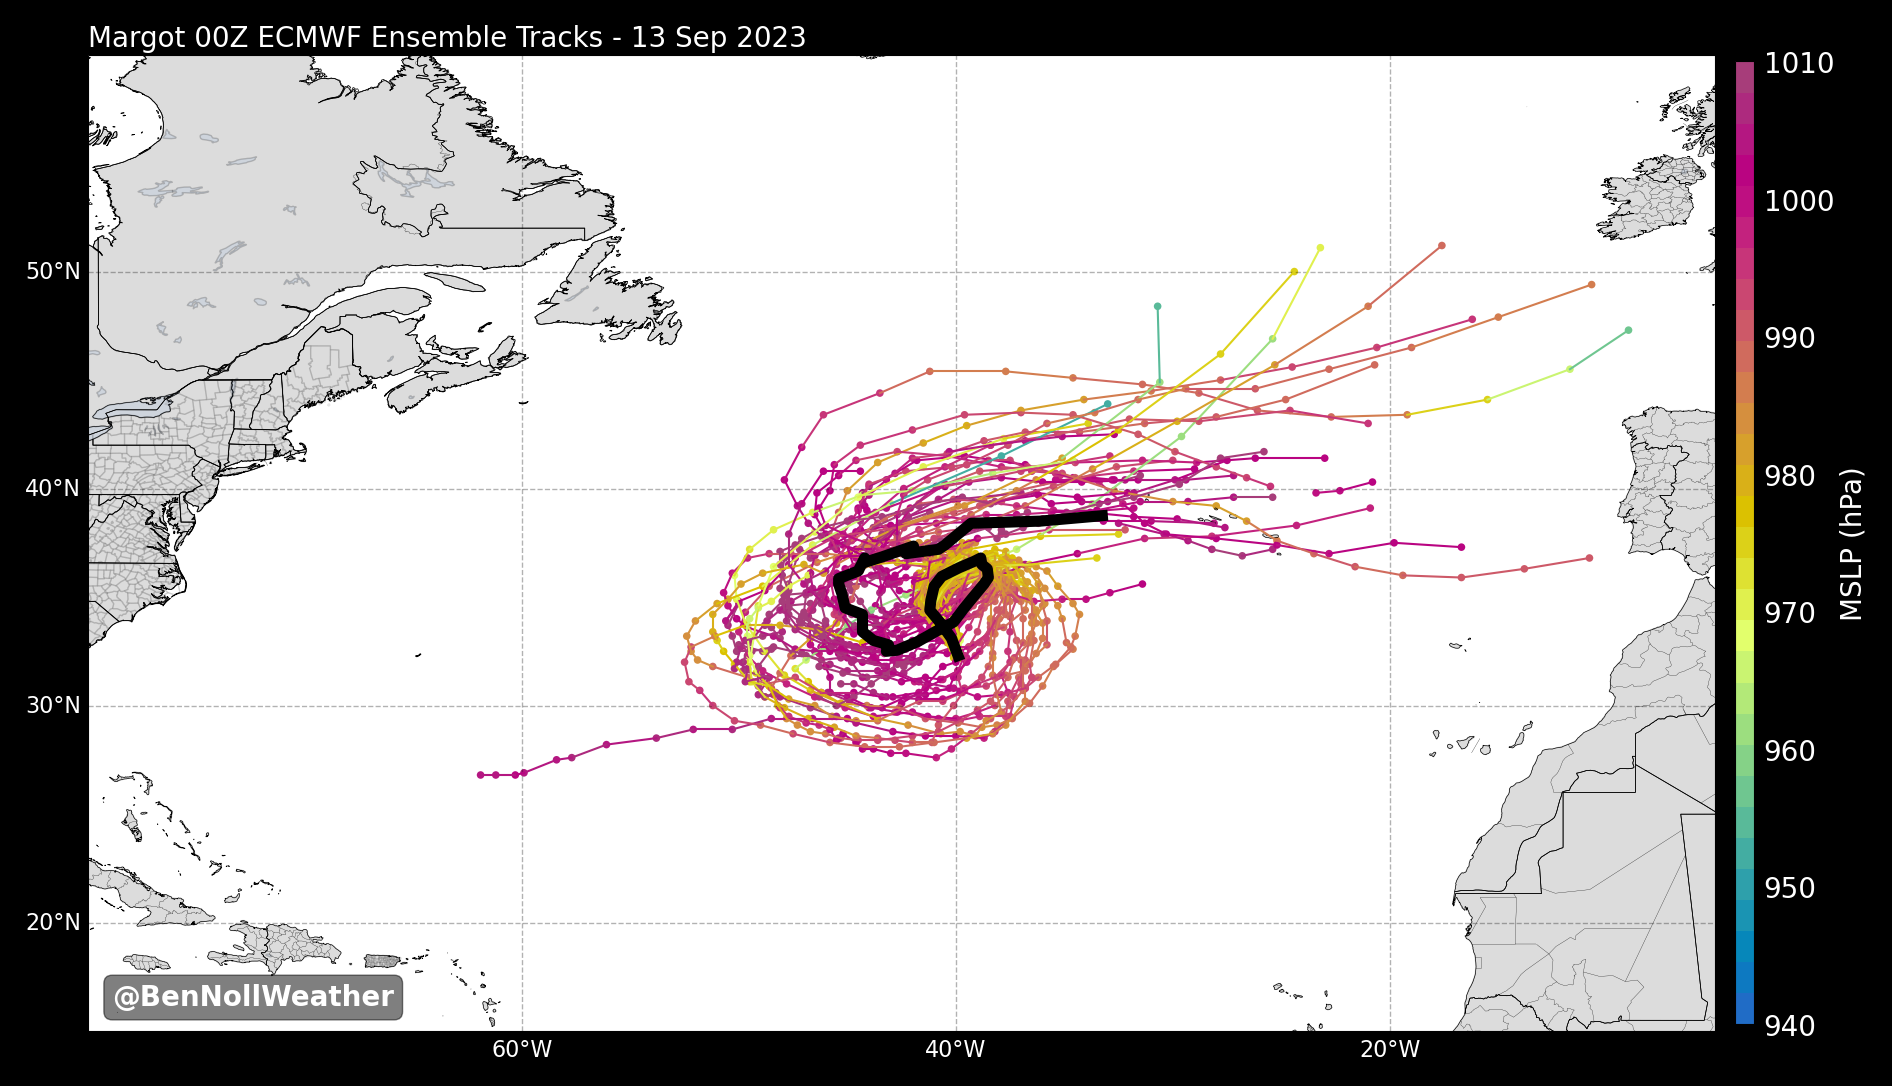 Margot 00Z ECMWF Ensemble Tracks - 13 Sep 2023
1010
1000
990
980
970
960
950
940
MSLP (hPa)
50°N
40°N
30°N
20°N
60°W
40°W
20°W
@BenNollWeather